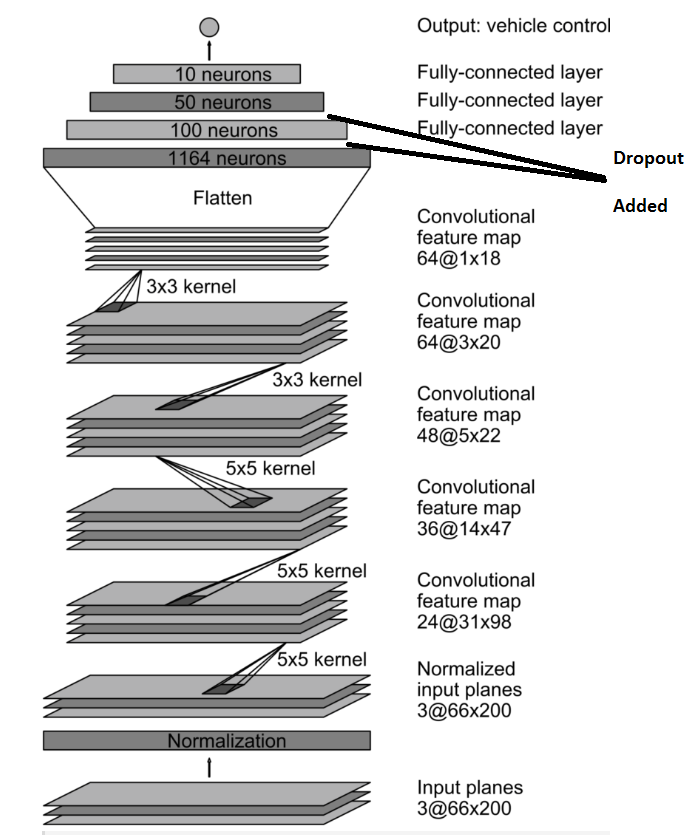 Output: vehicle control
10 neurons
Fully-connected layer
50 neurons
Fully-connected layer
100 neurons
Fully-connected layer
1164 neurons
Dropout
Added
Flatten
Convolutional
feature map
64@1x18
3x3 kernel
Convolutional
feature map
64@3x20
3x3 kernel
Convolutional
feature map
48@5x22
5x5 kernel
Convolutional
feature map
36@14x47
5x5 kernel
Convolutional
feature map
24@31x98
5x5 kernel
Normalized
input planes
3@66x200
Normalization
Input planes
3@66x200